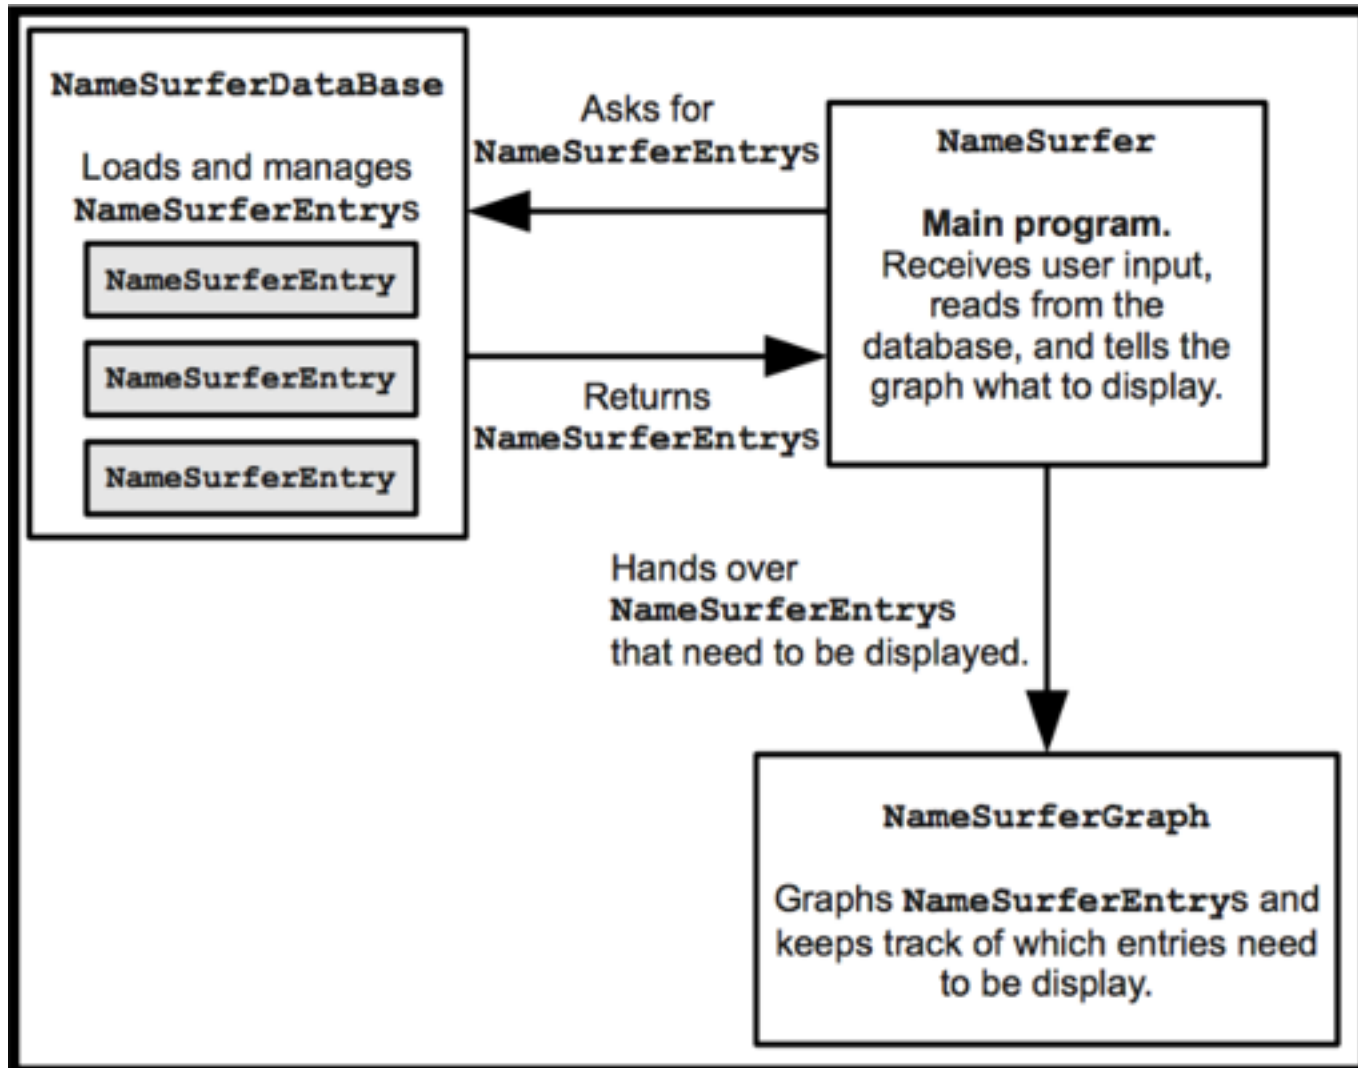 NameSurferDataBase
Loads and manages
NameSurferEntrys
NameSurferEntry
NameSurferEntry
NameSurferEntry
Asks for
NameSurferEntrys
Returns
NameSurferEntrys
NameSurfer
Main program.
Receives user input,
reads from the
database, and tells the
graph what to display.
Hands over
NameSurferEntrys
that need to be displayed.
NameSurferGraph
Graphs NameSurferEntrys and
keeps track of which entries need
to be display.